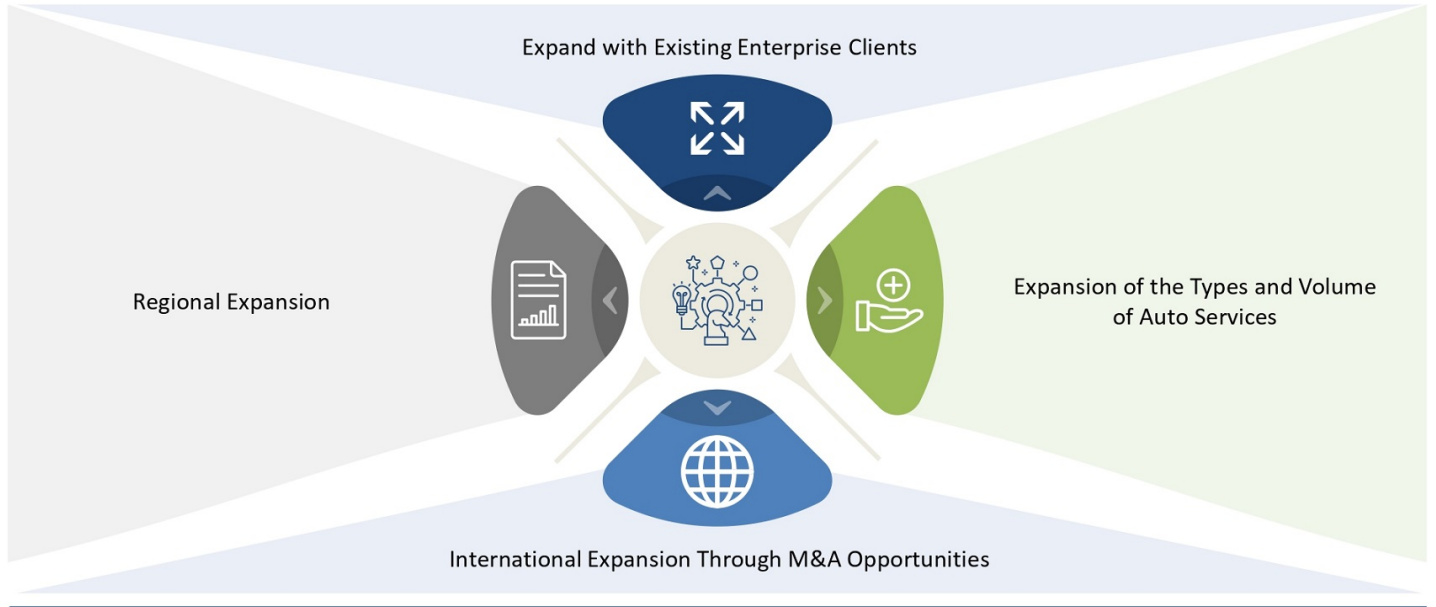 Expand with Existing Enterprise Clients
Regional Expansion
Expansion of the Types and Volume
of Auto Services
International Expansion Through M&A Opportunities